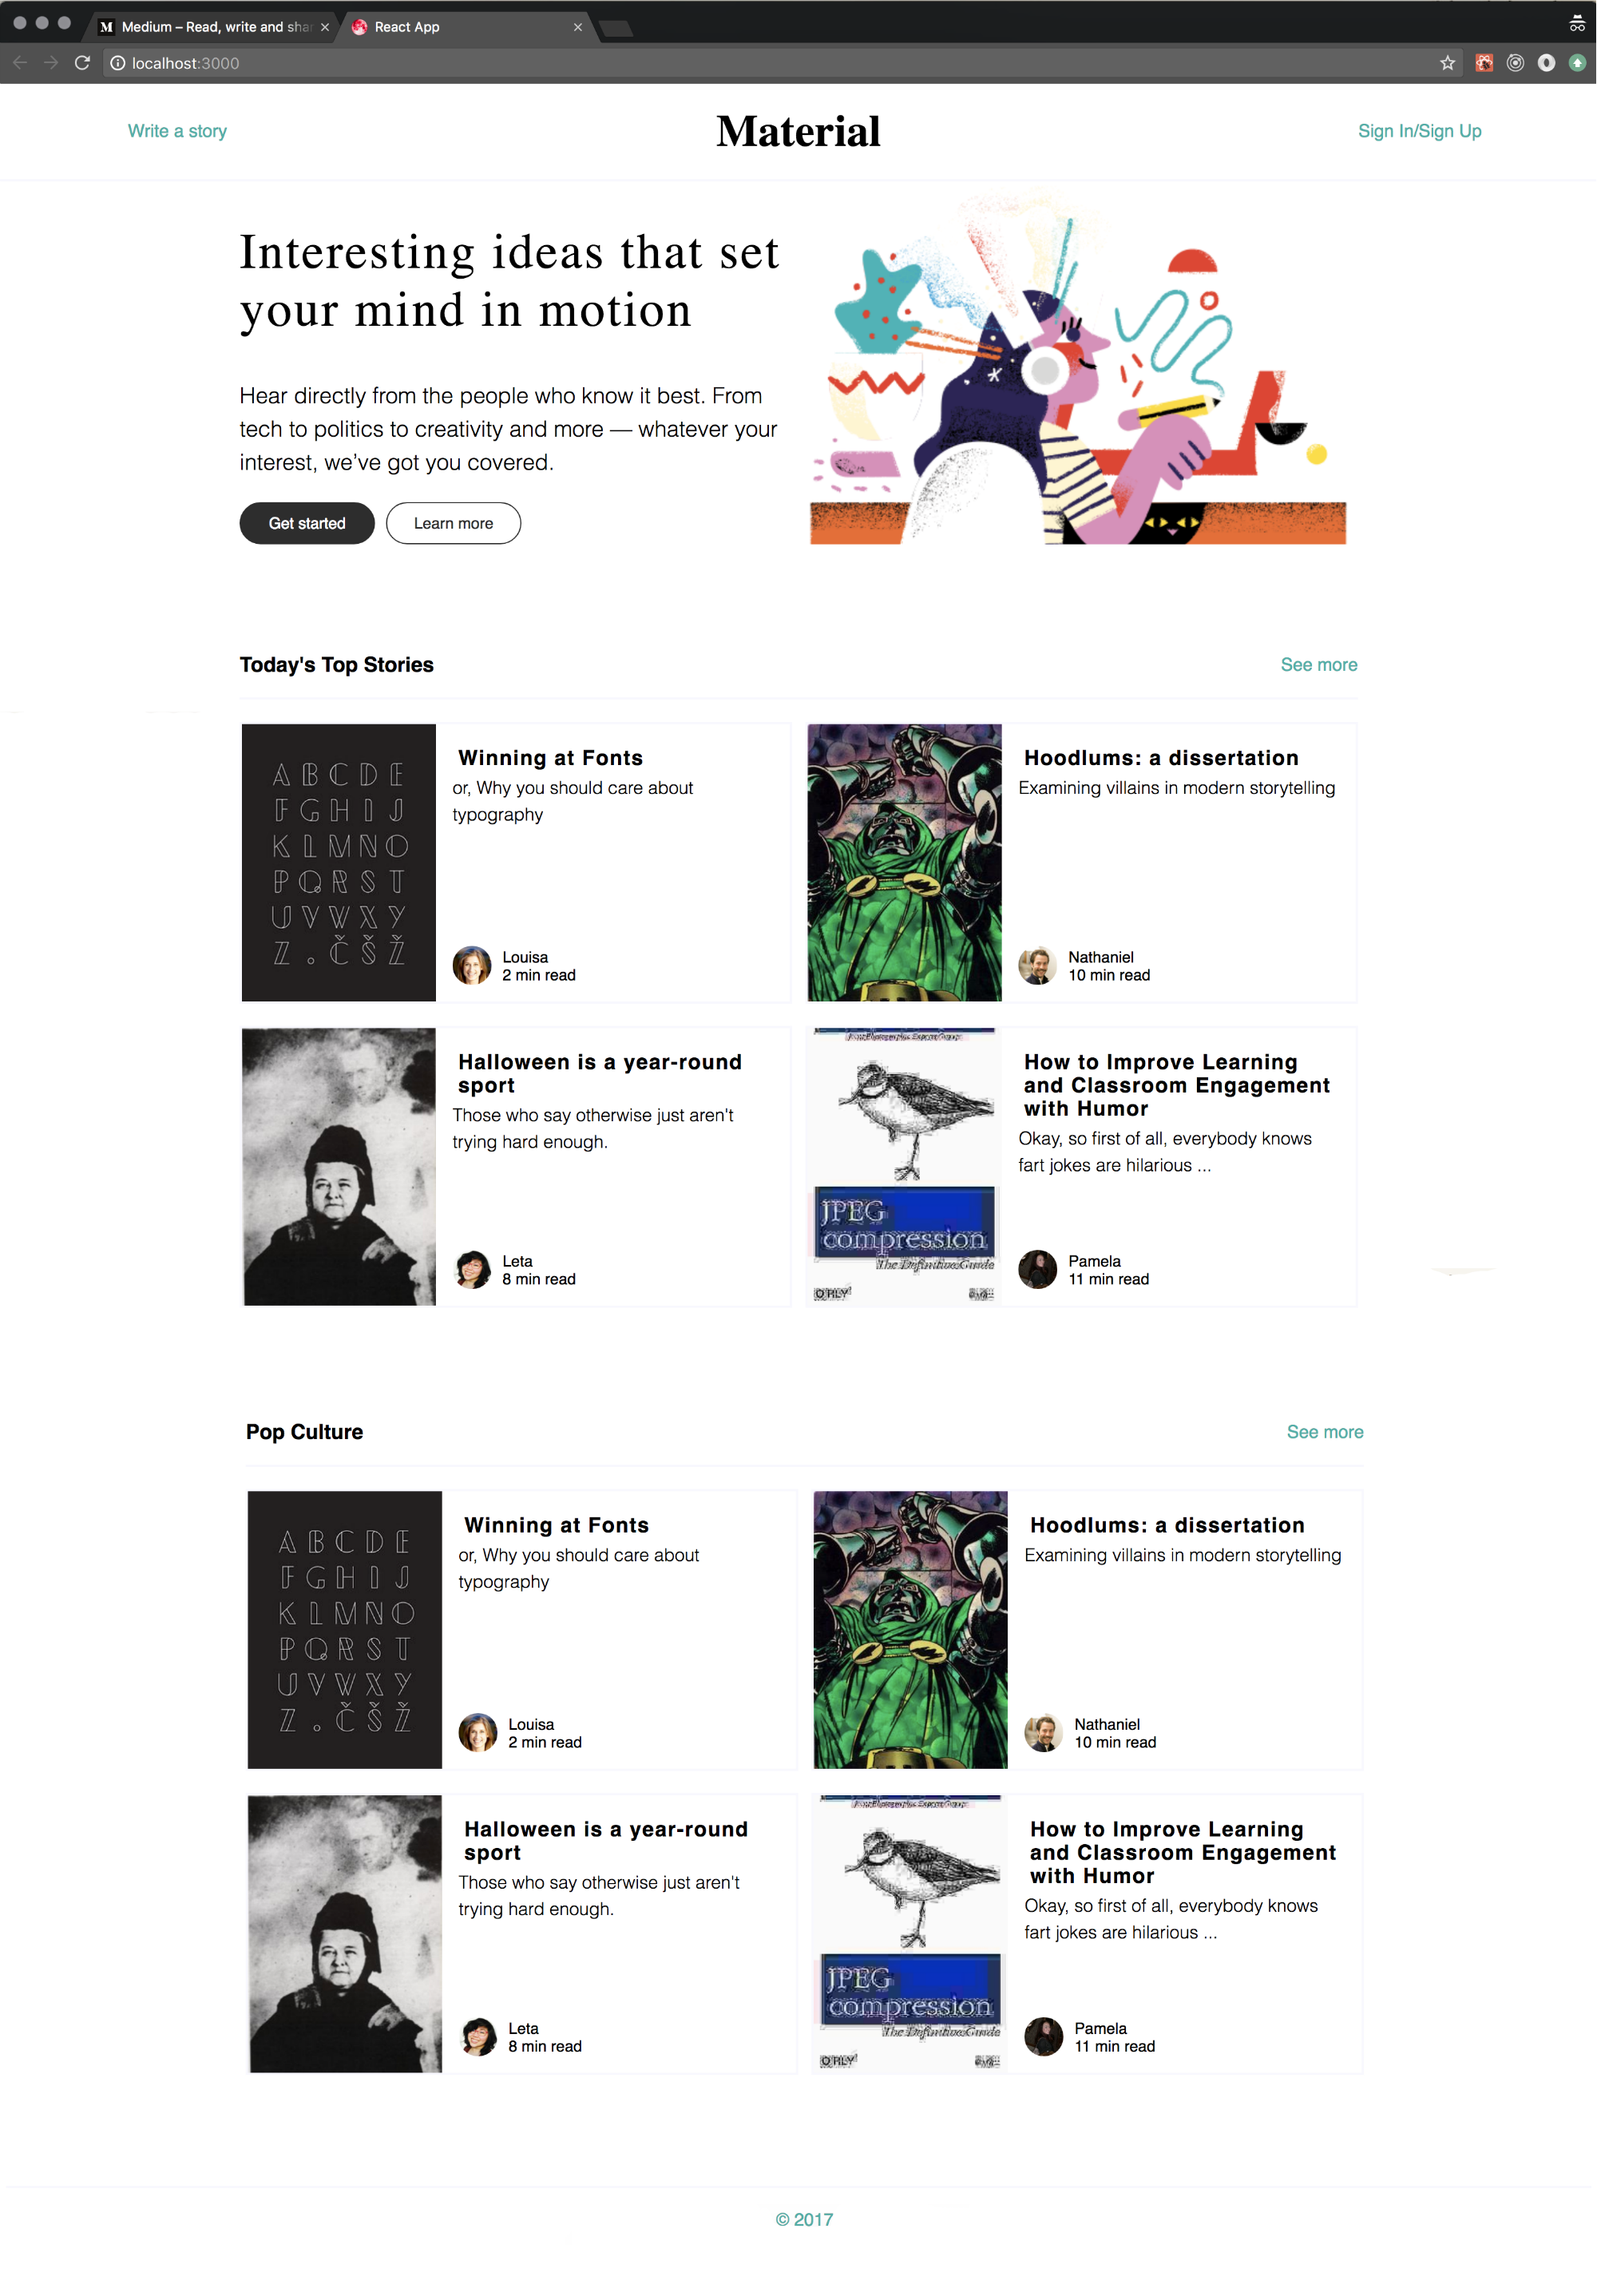 Medium – Read, write and shar
React App
localhost:3000
Write a story
Material
Sign In/Sign Up
Interesting ideas that set
your mind in motion
Hear directly from the people who know it best. From
tech to politics to creativity and more — whatever your
interest, we've got you covered.
Get started
Learn more
Today's Top Stories
See more
A B C D E
F G H I J
K L M N O
P Q R S T
U V W X Y
Z . Č Š Ž
Winning at Fonts
or, Why you should care about
typography
Louisa
2 min read
Hoodlums: a dissertation
Examining villains in modern storytelling
Nathaniel
10 min read
Halloween is a year-round
sport
Those who say otherwise just aren't
trying hard enough.
Leta
8 min read
JPEG
compression
The Definitive Guide
O'RLY
How to Improve Learning
and Classroom Engagement
with Humor
Okay, so first of all, everybody knows
fart jokes are hilarious ...
Pamela
11 min read
Pop Culture
See more
A B C D E
F G H I J
K L M N O
P Q R S T
U V W X Y
Z . Č Š Ž
Winning at Fonts
or, Why you should care about
typography
Louisa
2 min read
Hoodlums: a dissertation
Examining villains in modern storytelling
Nathaniel
10 min read
Halloween is a year-round
sport
Those who say otherwise just aren't
trying hard enough.
Leta
8 min read
JPEG
compression
The Definitive Guide
O'RLY
How to Improve Learning
and Classroom Engagement
with Humor
Okay, so first of all, everybody knows
fart jokes are hilarious ...
Pamela
11 min read
© 2017